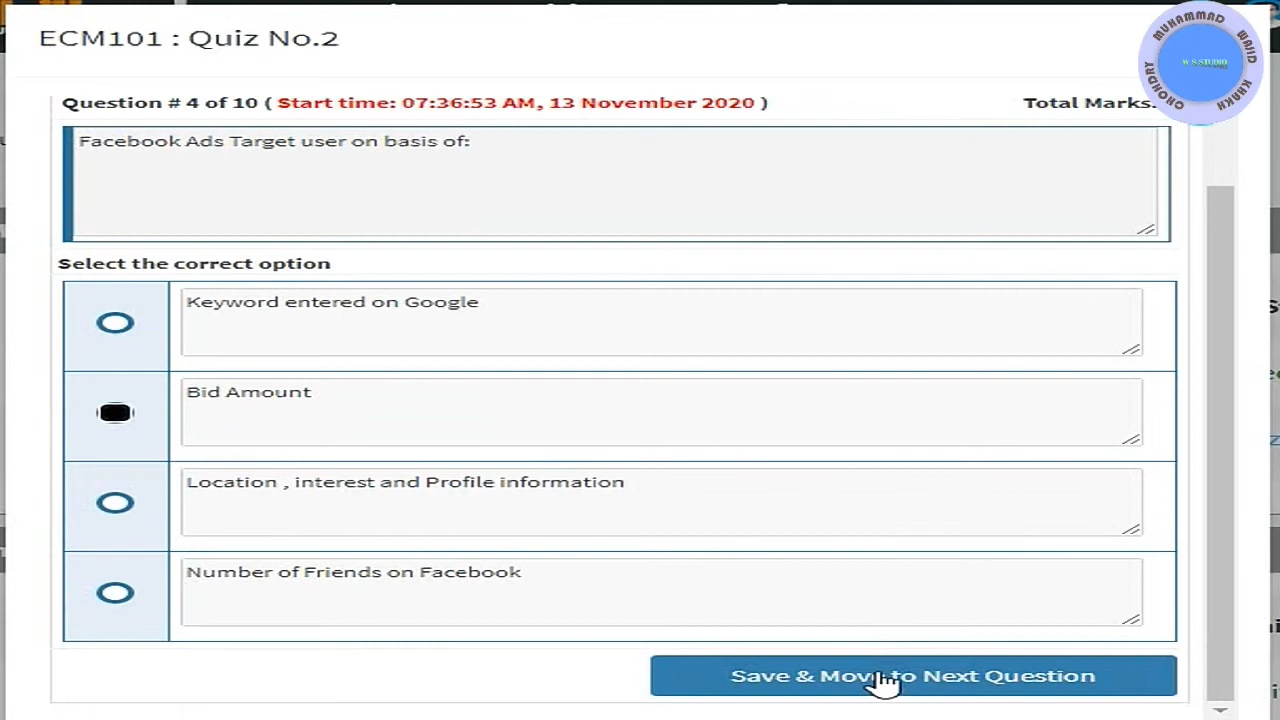 ECM101 : Quiz No.2
MUHAMMAD WAJID
CHOHDRY KHAKH
W S STUDIO
Question # 4 of 10 ( Start time: 07:36:53 AM, 13 November 2020 ) Total Marks:
Facebook Ads Target user on basis of:
Select the correct option
Keyword entered on Google
Bid Amount
Location , interest and Profile information
Number of Friends on Facebook
Save & Move to Next Question